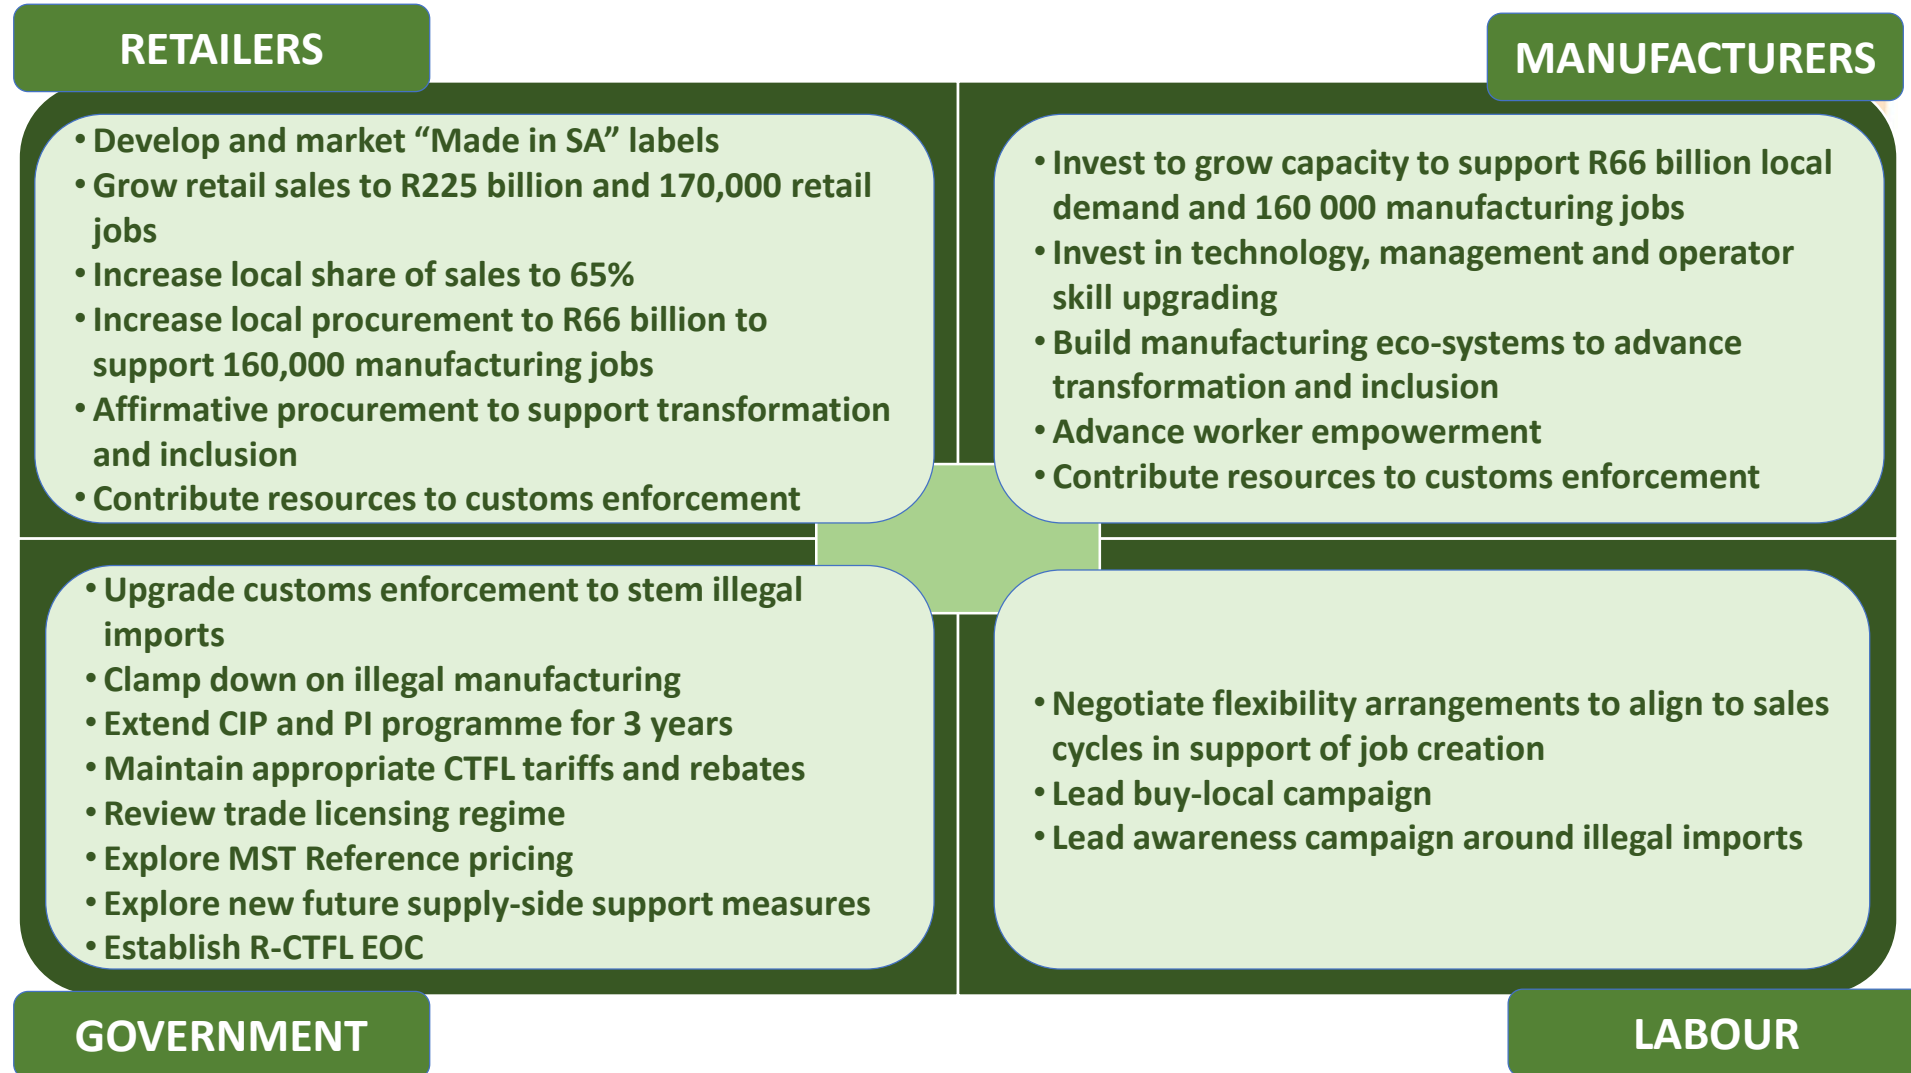 RETAILERS
• Develop and market “Made in SA” labels
• Grow retail sales to R225 billion and 170,000 retail
jobs
• Increase local share of sales to 65%
• Increase local procurement to R66 billion to
support 160,000 manufacturing jobs
• Affirmative procurement to support transformation
and inclusion
• Contribute resources to customs enforcement
MANUFACTURERS
• Invest to grow capacity to support R66 billion local
demand and 160 000 manufacturing jobs
• Invest in technology, management and operator
skill upgrading
• Build manufacturing eco-systems to advance
transformation and inclusion
• Advance worker empowerment
• Contribute resources to customs enforcement
• Upgrade customs enforcement to stem illegal
imports
• Clamp down on illegal manufacturing
• Extend CIP and PI programme for 3 years
• Maintain appropriate CTFL tariffs and rebates
• Review trade licensing regime
• Explore MST Reference pricing
• Explore new future supply-side support measures
• Establish R-CTFL EOC
GOVERNMENT
• Negotiate flexibility arrangements to align to sales
cycles in support of job creation
• Lead buy-local campaign
• Lead awareness campaign around illegal imports
LABOUR